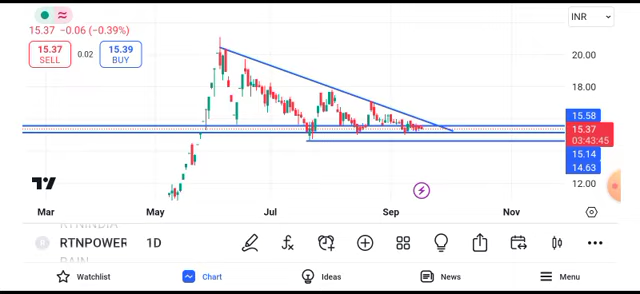 INR
15.37 −0.06 (−0.39%)
15.37
SELL
0.02
15.39
BUY
20.00
18.00
15.58
15.37
03:43:45
15.14
14.63
12.00
Mar
May
Jul
Sep
Nov
RTNINDIA
RTNPOWER
1D
RAIN
Watchlist
Chart
Ideas
News
Menu